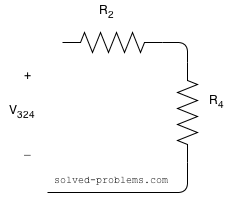 R2
+
R4
V324
–
solved-problems.com